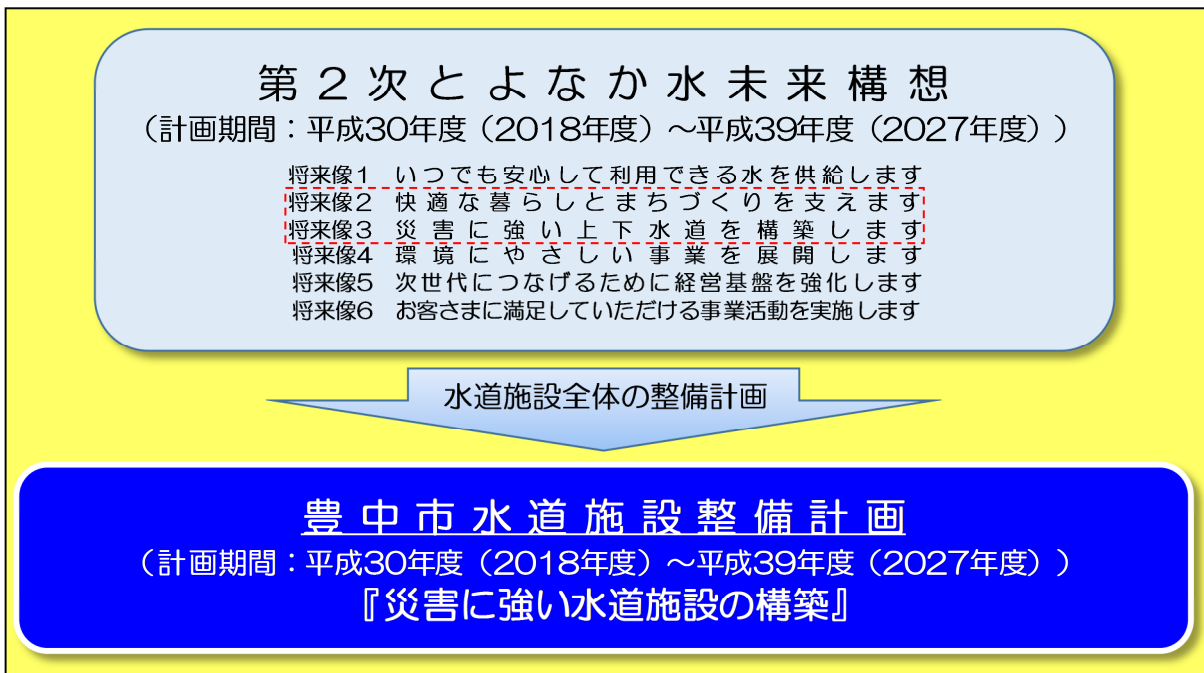 第２次とよなか水未来構想
（計画期間：平成30年度（2018年度）～平成39年度（2027年度））
将来像1　いつでも安心して利用できる水を供給します
将来像2　快適な暮らしとまちづくりを支えます
将来像3　災害に強い上下水道を構築します
将来像4　環境にやさしい事業を展開します
将来像5　次世代につなげるために経営基盤を強化します
将来像6　お客さまに満足していただける事業活動を実施します
水道施設全体の整備計画
豊中市水道施設整備計画
（計画期間：平成30年度（2018年度）～平成39年度（2027年度））
『災害に強い水道施設の構築』